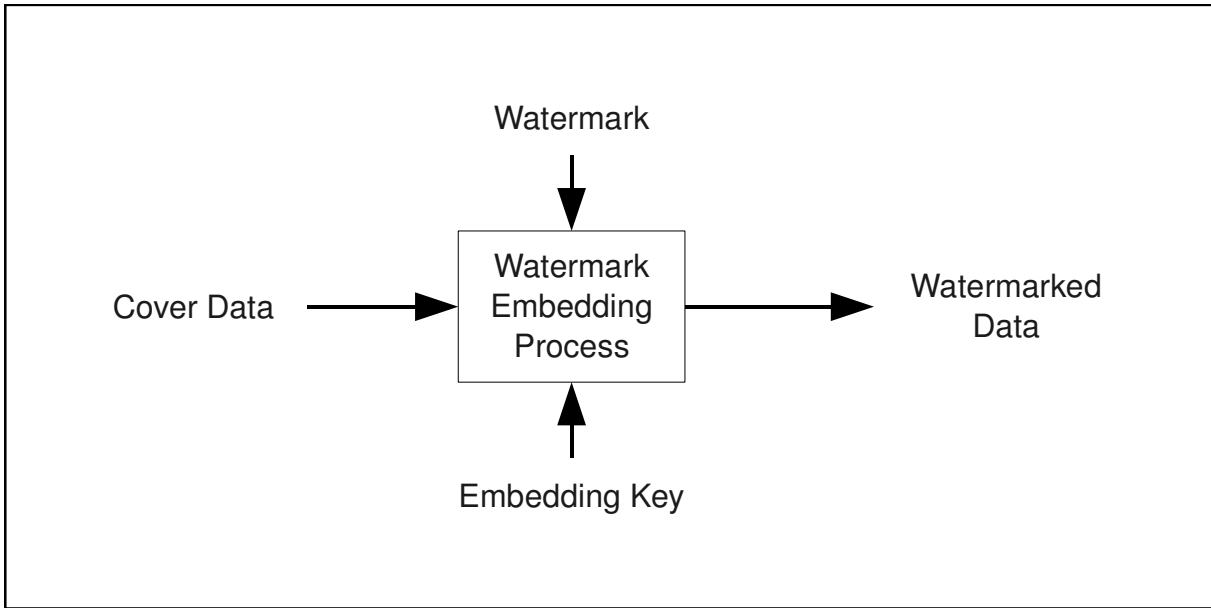 Watermark
Watermark
Embedding
Process
Cover Data
Watermarked
Data
Embedding Key